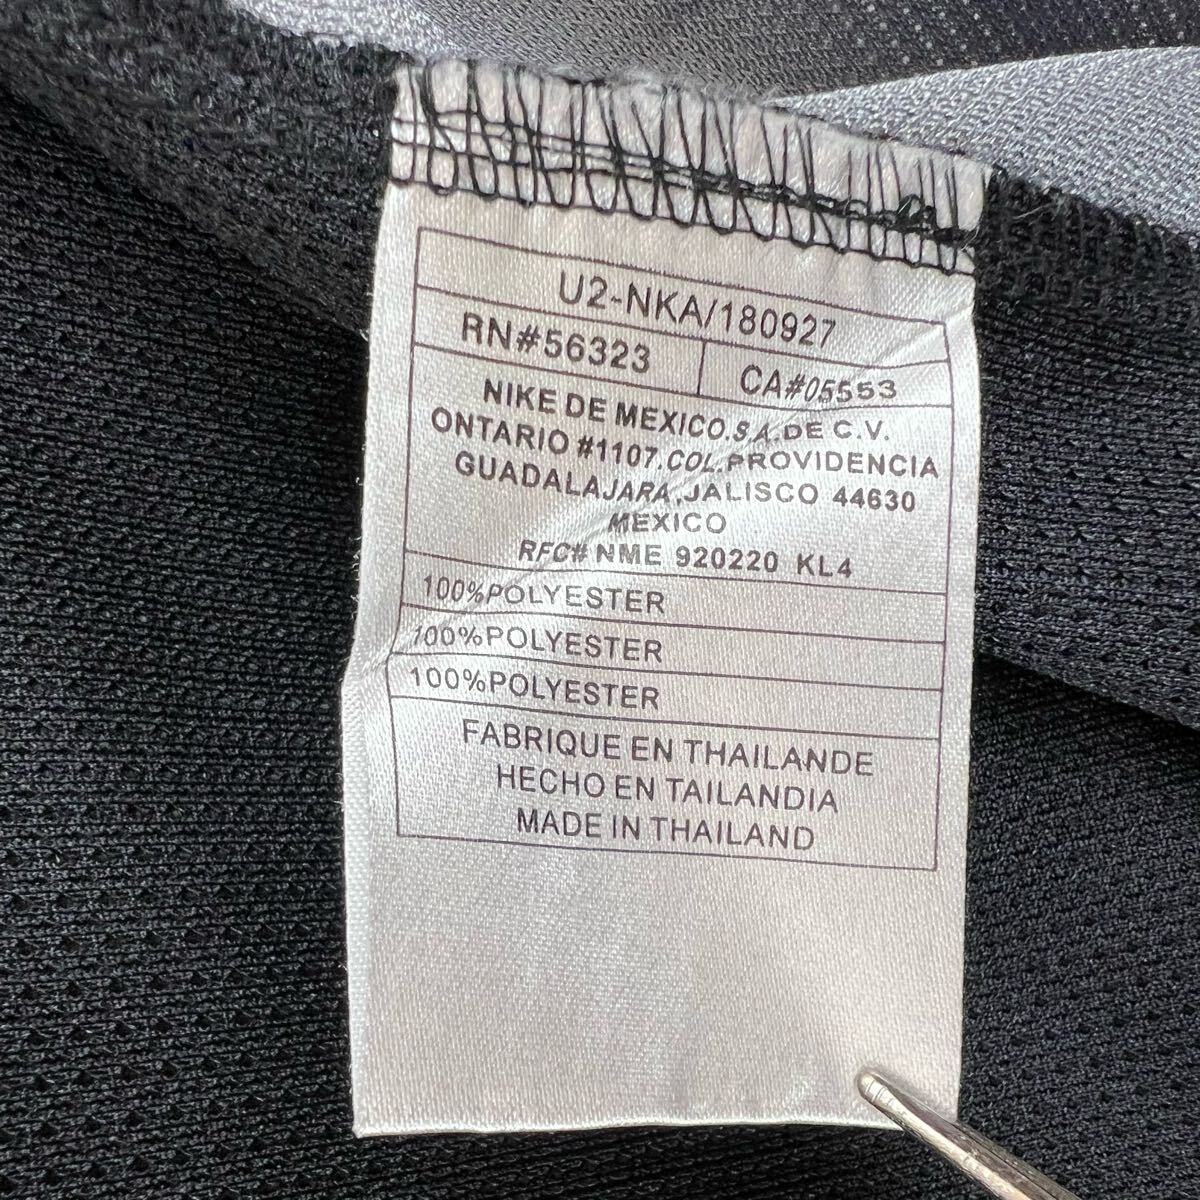 U2-NKA/180927
RN#56323 CA#05553
NIKE DE MEXICO.S.A.DE C.V.
ONTARIO #1107.COL.PROVIDENCIA
GUADALAJARA,JALISCO 44630
MEXICO
RFC# NME 920220 KL4
100%POLYESTER
100%POLYESTER
100%POLYESTER
FABRIQUE EN THAILANDE
HECHO EN TAILANDIA
MADE IN THAILAND